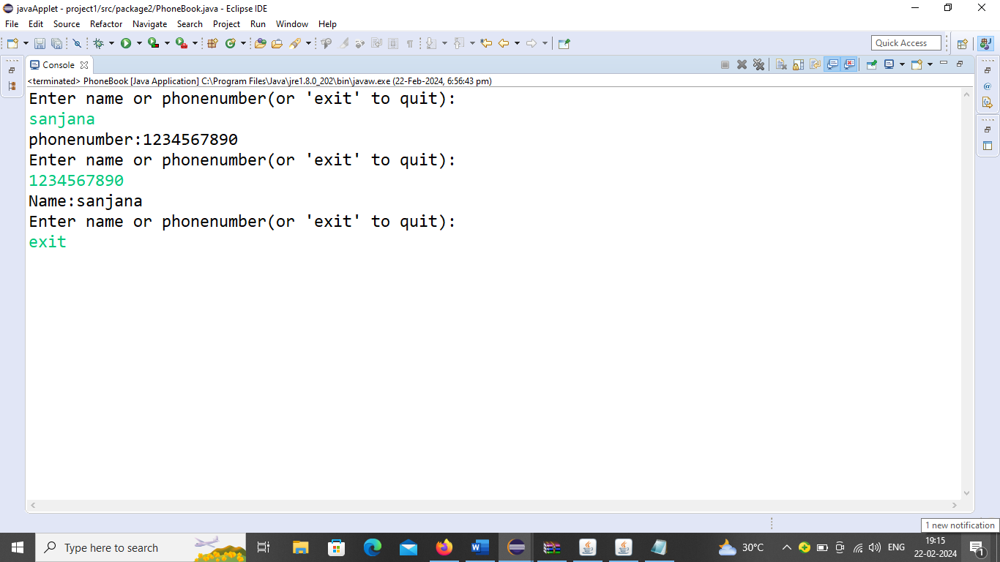 javaApplet - project1/src/package2/PhoneBook.java - Eclipse IDE
File Edit Source Refactor Navigate Search Project Run Window Help
Quick Access
Console
<terminated> PhoneBook [Java Application] C:\Program Files\Java\jre1.8.0_202\bin\javaw.exe (22-Feb-2024, 6:56:43 pm)
Enter name or phonenumber(or 'exit' to quit):
sanjana
phonenumber:1234567890
Enter name or phonenumber(or 'exit' to quit):
1234567890
Name:sanjana
Enter name or phonenumber(or 'exit' to quit):
exit
1 new notification
Type here to search
30°C
ENG
19:15
22-02-2024
1